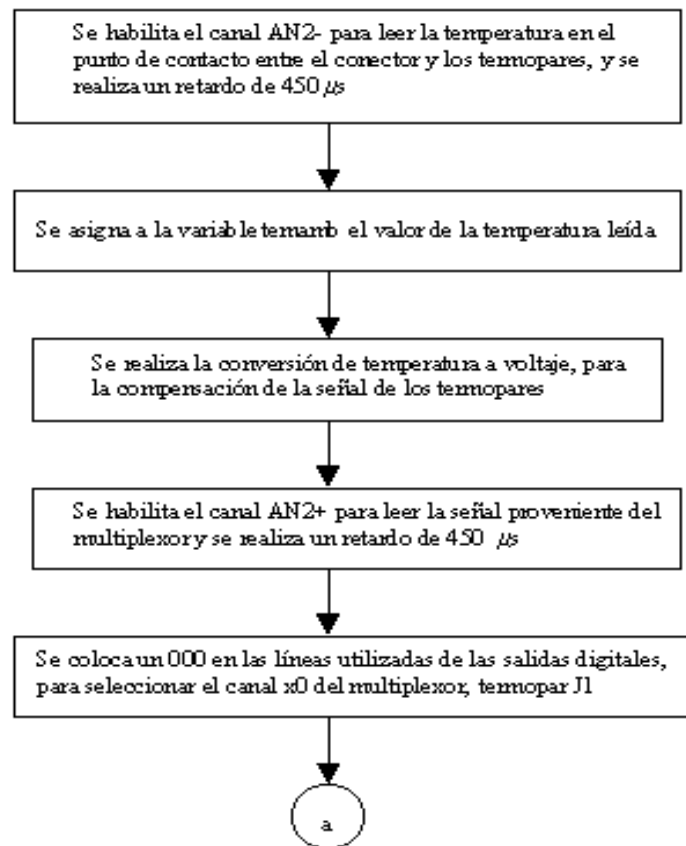 Se habilita el canal AN2- para leer la temperatura en el
punto de contacto entre el conector y los termopares, y se
realiza un retardo de 450 μs
Se asigna a la variable temamb el valor de la temperatura leída
Se realiza la conversión de temperatura a voltaje, para
la compensación de la señal de los termopares
Se habilita el canal AN2+ para leer la señal proveniente del
multiplexor y se realiza un retardo de 450 μs
Se coloca un 000 en las líneas utilizadas de las salidas digitales,
para seleccionar el canal x0 del multiplexor, termopar J1
a